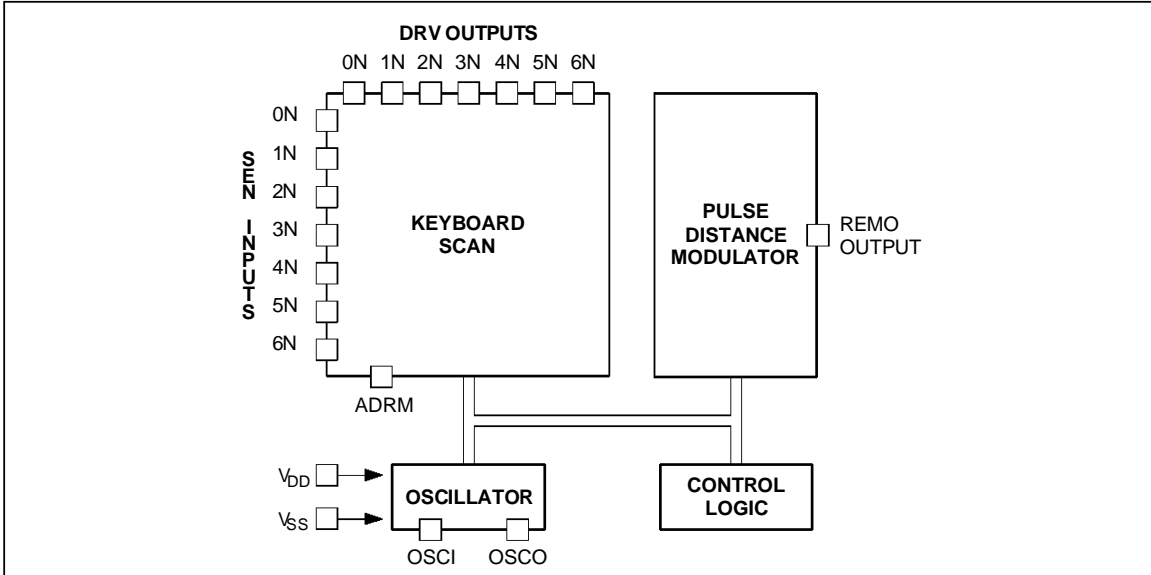 DRV OUTPUTS
0N 1N 2N 3N 4N 5N 6N
SEN INPUTS
0N
1N
2N
3N
4N
5N
6N
KEYBOARD
SCAN
PULSE
DISTANCE
MODULATOR
REMO
OUTPUT
ADRM
VDD
VSS
OSCILLATOR
OSCI OSCO
CONTROL
LOGIC